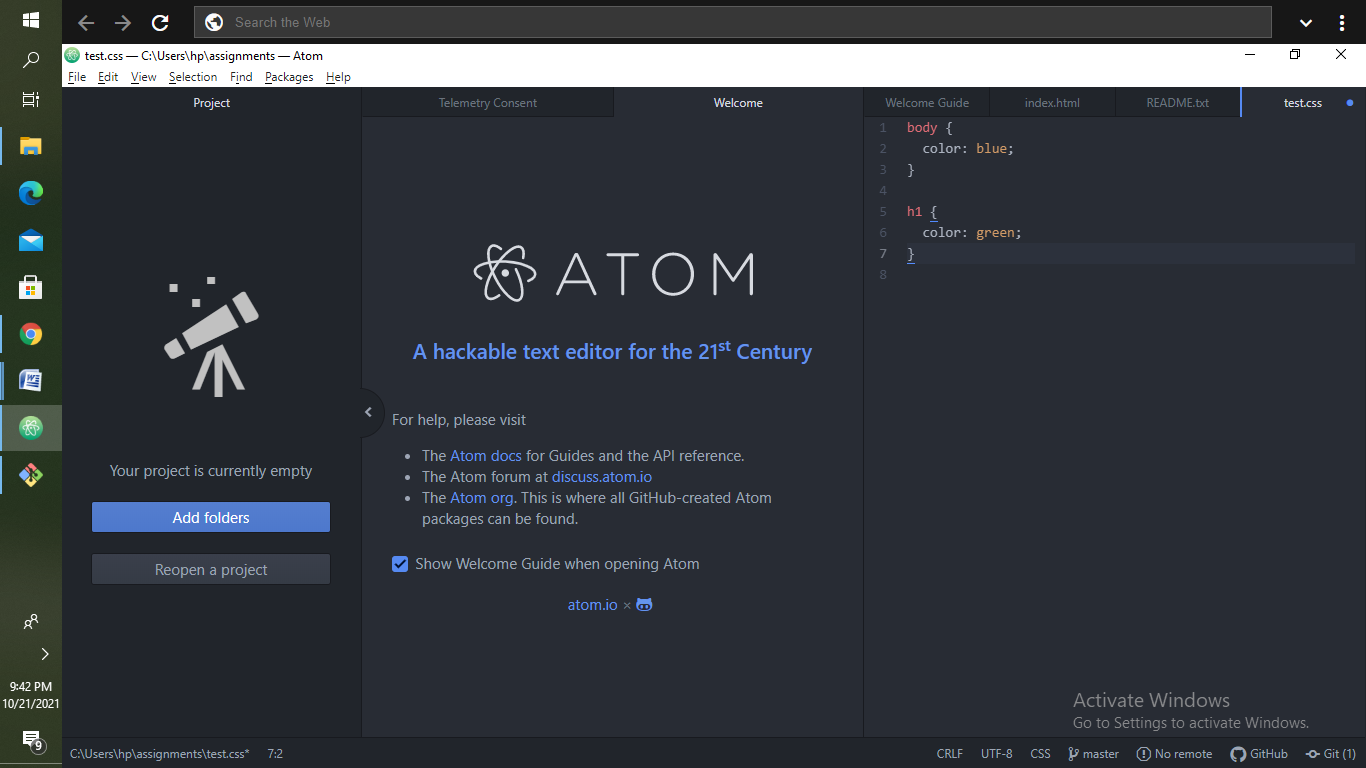 Search the Web
test.css — C:\Users\hp\assignments — Atom
File Edit View Selection Find Packages Help
Project
Telemetry Consent
Welcome
Welcome Guide
index.html
README.txt
test.css
1 body {
2 color: blue;
3 }
4
5 h1 {
6 color: green;
7 }
8
ATOM
A hackable text editor for the 21st Century
For help, please visit
• The Atom docs for Guides and the API reference.
• The Atom forum at discuss.atom.io
• The Atom org. This is where all GitHub-created Atom
packages can be found.
Show Welcome Guide when opening Atom
atom.io ×
Your project is currently empty
Add folders
Reopen a project
Activate Windows
Go to Settings to activate Windows.
9:42 PM
10/21/2021
9
C:\Users\hp\assignments\test.css* 7:2
CRLF UTF-8 CSS master No remote GitHub Git (1)